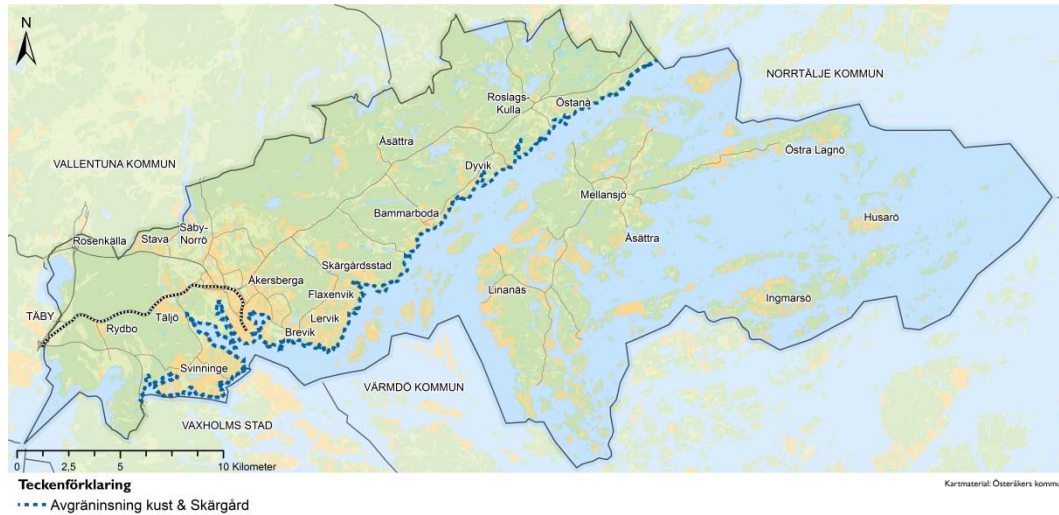 N
NORRTÄLJE KOMMUN
Roslags-
Kulla
Östanå
Åsättra
Östra Lagnö
VALLENTUNA KOMMUN
Dyvik
Mellansjö
Bammarboda
Husarö
Säby-
Norrö
Stava
Rosenkälla
Åsättra
Skärgårdsstad
Åkersberga
Linanäs
Flaxenvik
Ingmarsö
TÄBY
Täljö
Lervik
Rydbo
Brevik
Svinninge
VÄRMDÖ KOMMUN
VAXHOLMS STAD
0 2,5 5 10 Kilometer
Teckenförklaring
Kartmaterial: Österåkers kommu
Avgräninsning kust & Skärgård